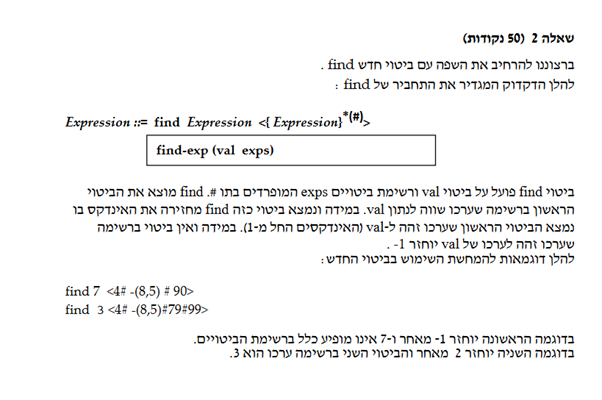 שאלה 2 (50 נקודות)
ברצוננו להרחיב את השפה עם ביטוי חדש find .
להלן הדקדוק המגדיר את התחביר של find :
Expression ::= find Expression <{ Expression}*(#)>
find-exp (val exps)
ביטוי find פועל על ביטוי val ורשימת ביטויים exps המופרדים בתו #. find מוצא את הביטוי
הראשון ברשימה שערכו שווה לנתון val. במידה ונמצא ביטוי כזה find מחזירה את האינדקס בו
נמצא הביטוי הראשון שערכו זהה ל-val (האינדקסים החל מ-1). במידה ואין ביטוי ברשימה
שערכו זהה לערכו של val יוחזר 1- .
להלן דוגמאות להמחשת השימוש בביטוי החדש:
find 7 <4# -(8,5) # 90>
find 3 <4# -(8,5)#79#99>
בדוגמה הראשונה יוחזר 1- מאחר ו-7 אינו מופיע כלל ברשימת הביטויים.
בדוגמה השניה יוחזר 2 מאחר והביטוי השני ברשימה ערכו הוא 3.